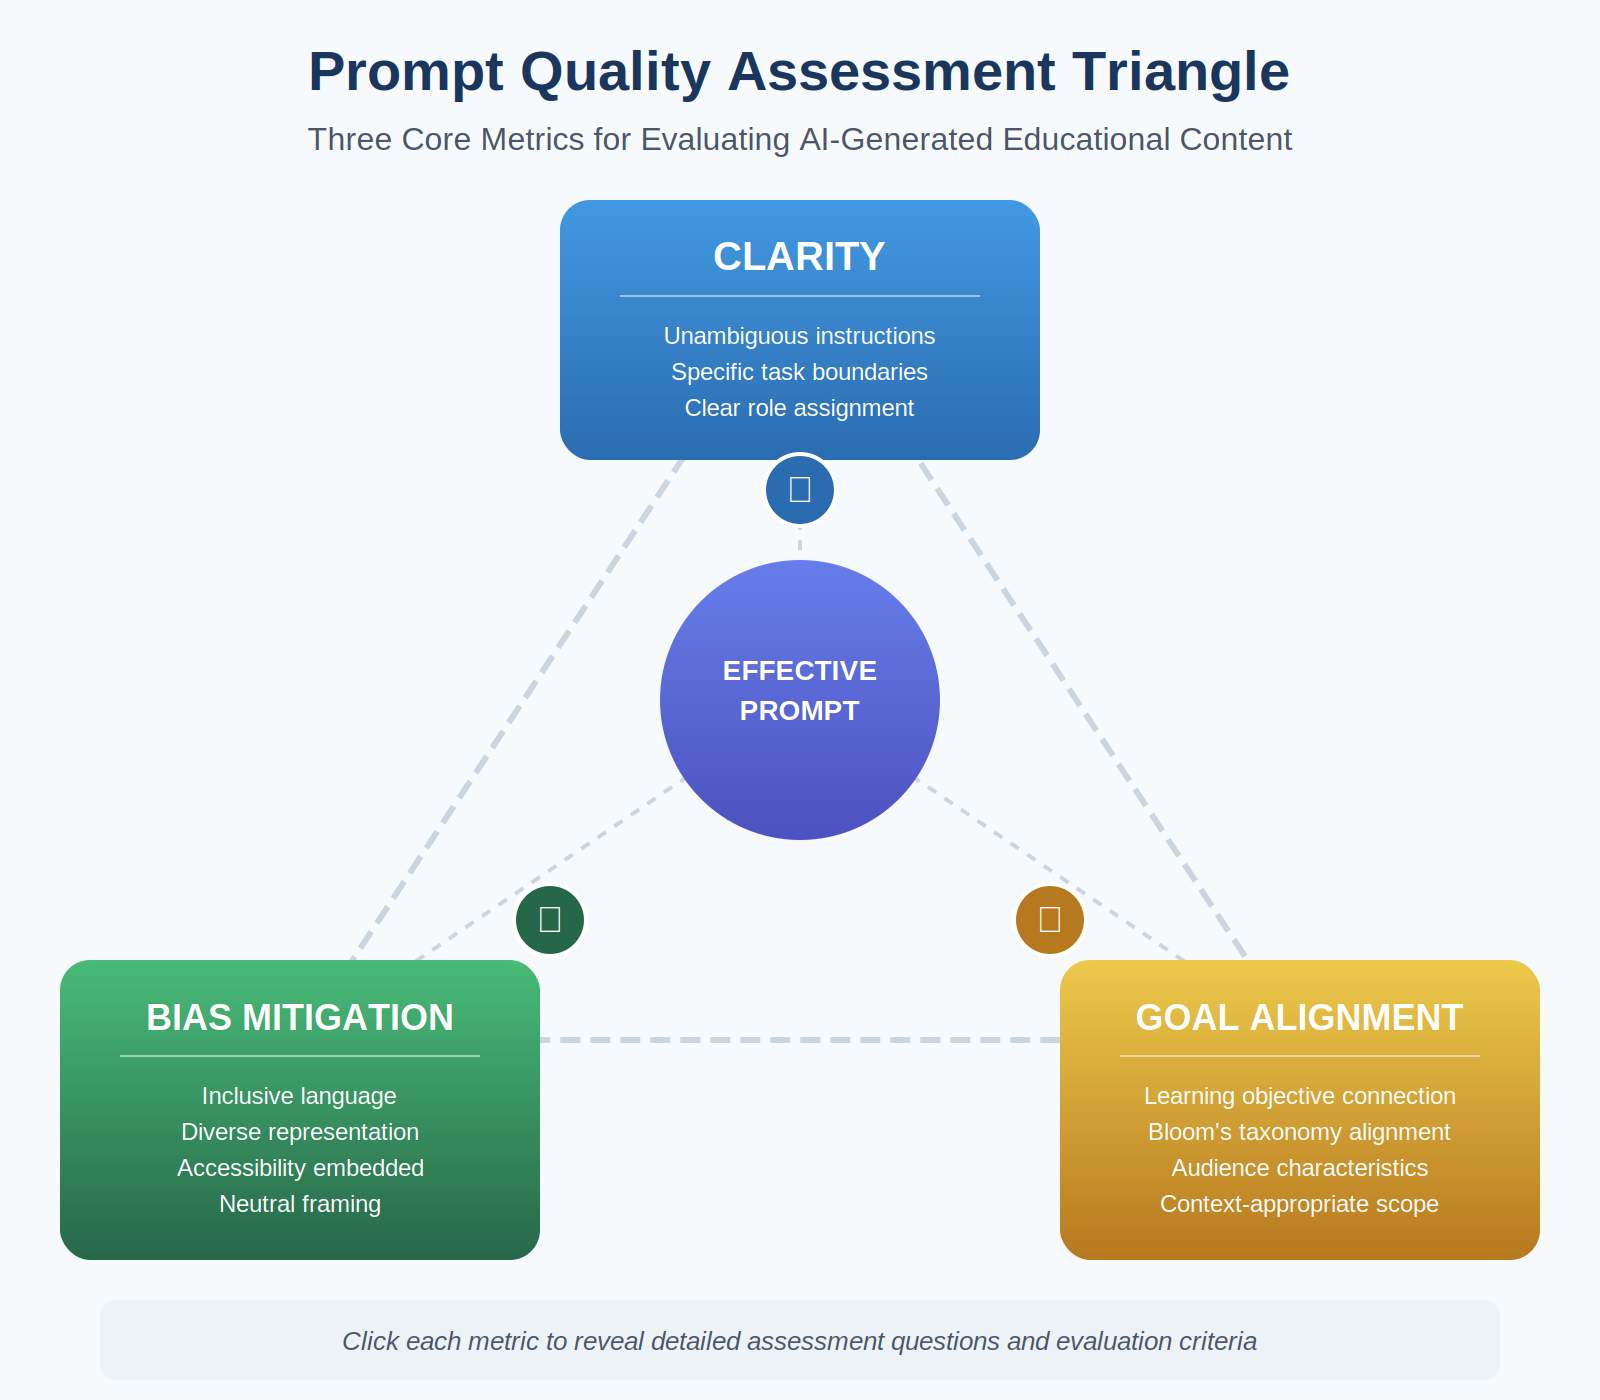 Prompt Quality Assessment Triangle
Three Core Metrics for Evaluating AI-Generated Educational Content
CLARITY
Unambiguous instructions
Specific task boundaries
Clear role assignment
EFFECTIVE
PROMPT
BIAS MITIGATION
Inclusive language
Diverse representation
Accessibility embedded
Neutral framing
GOAL ALIGNMENT
Learning objective connection
Bloom's taxonomy alignment
Audience characteristics
Context-appropriate scope
Click each metric to reveal detailed assessment questions and evaluation criteria